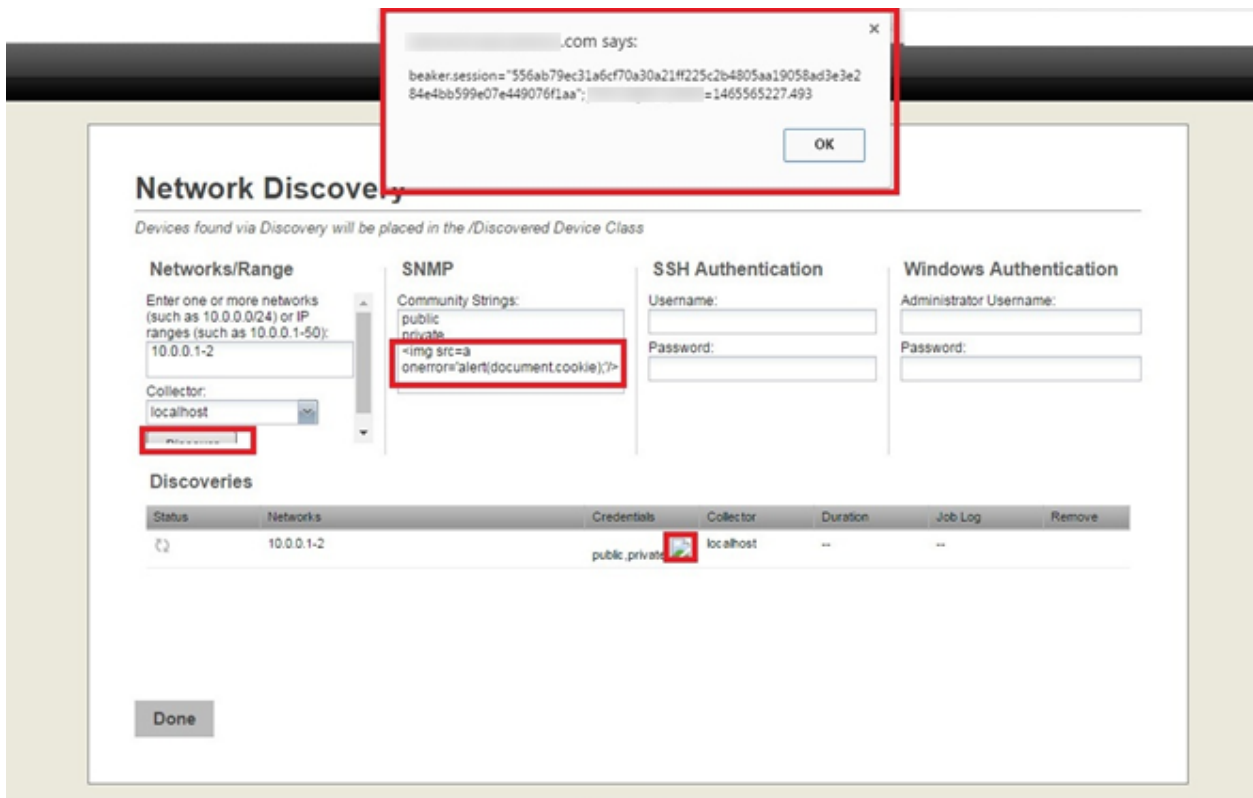 .com says:
beaker.session="556ab79ec31a6cf70a30a21ff225c2b4805aa19058ad3e3e2
84e4bb599e07e449076f1aa"; =1465565227.493
OK
Network Discovery
Devices found via Discovery will be placed in the /Discovered Device Class
Networks/Range
Enter one or more networks
(such as 10.0.0.0/24) or IP
ranges (such as 10.0.0.1-50):
10.0.0.1-2
Collector:
localhost
SNMP
Community Strings:
public
private
<img src=a
onerror='alert(document.cookie);'/>
SSH Authentication
Username:
Password:
Windows Authentication
Administrator Username:
Password:
Discoveries
Status Networks Credentials Collector Duration Job Log Remove
10.0.0.1-2 public,private localhost -- --
Done